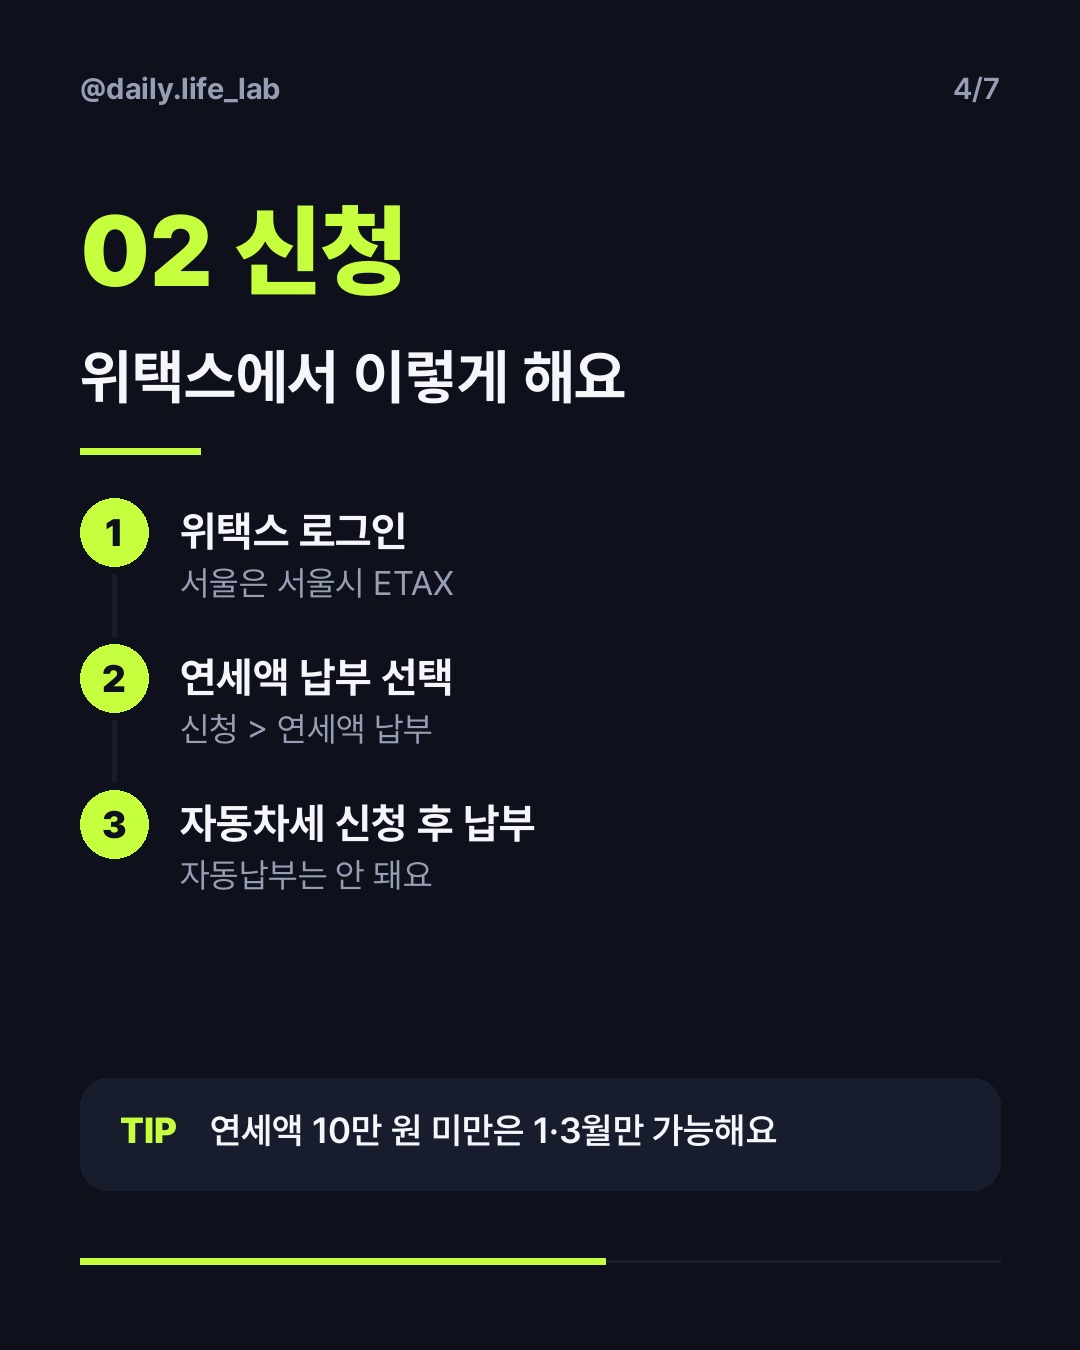 @daily.life_lab
4/7
02 신청
위택스에서 이렇게 해요
1 위택스 로그인
서울은 서울시 ETAX
2 연세액 납부 선택
신청 > 연세액 납부
3 자동차세 신청 후 납부
자동납부는 안 돼요
TIP 연세액 10만 원 미만은 1·3월만 가능해요